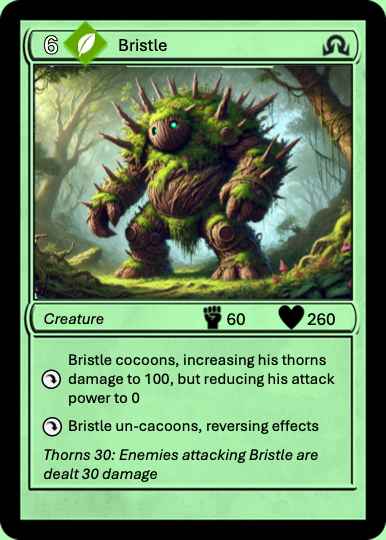 6 Bristle
Creature 60 260
Bristle cocoons, increasing his thorns
damage to 100, but reducing his attack
power to 0
Bristle un-cacoons, reversing effects
Thorns 30: Enemies attacking Bristle are
dealt 30 damage